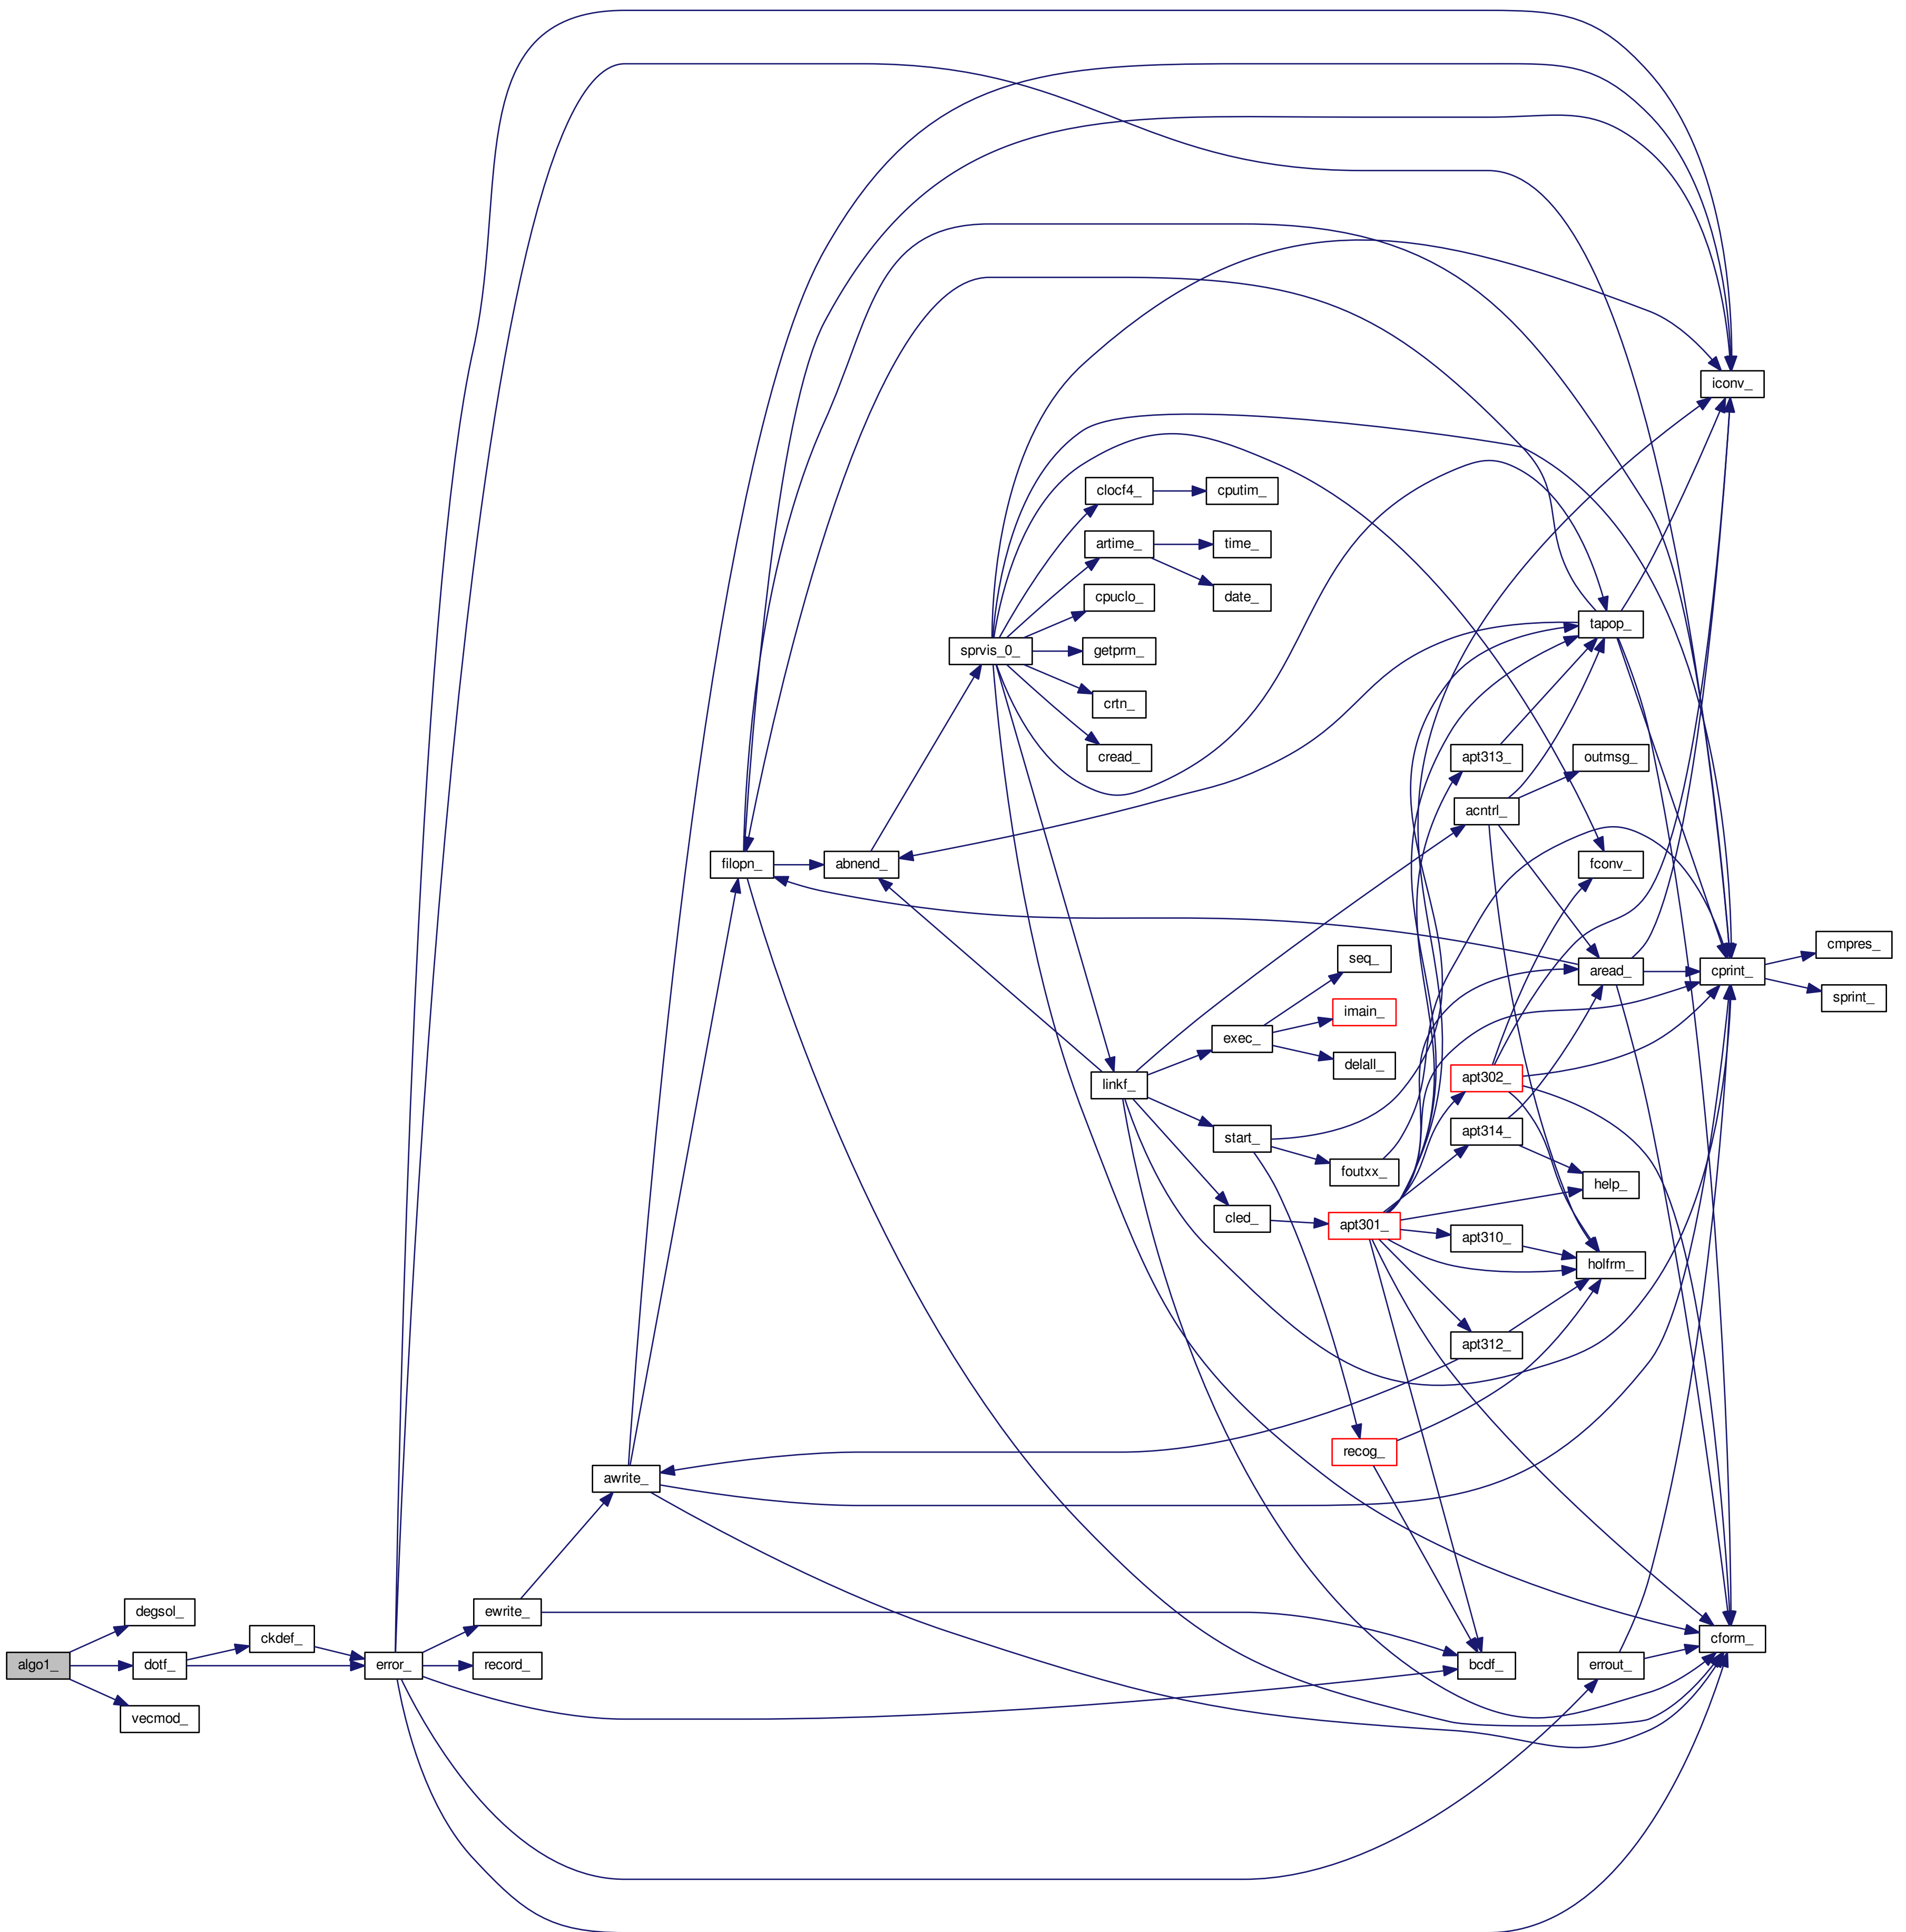 iconv_
clocf4_
cputim_
artime_
time_
cpuclo_
date_
tapop_
sprvis_0_
getprm_
crtn_
cread_
apt313_
outmsg_
acntrl_
filopn_
abnend_
fconv_
cmpres_
seq_
aread_
cprint_
sprint_
imain_
exec_
delall_
linkf_
apt302_
start_
apt314_
foutxx_
help_
cled_
apt301_
apt310_
holfrm_
apt312_
recog_
awrite_
degsol_
ewrite_
ckdef_
cform_
algo1_
dotf_
error_
record_
bcdf_
errout_
vecmod_